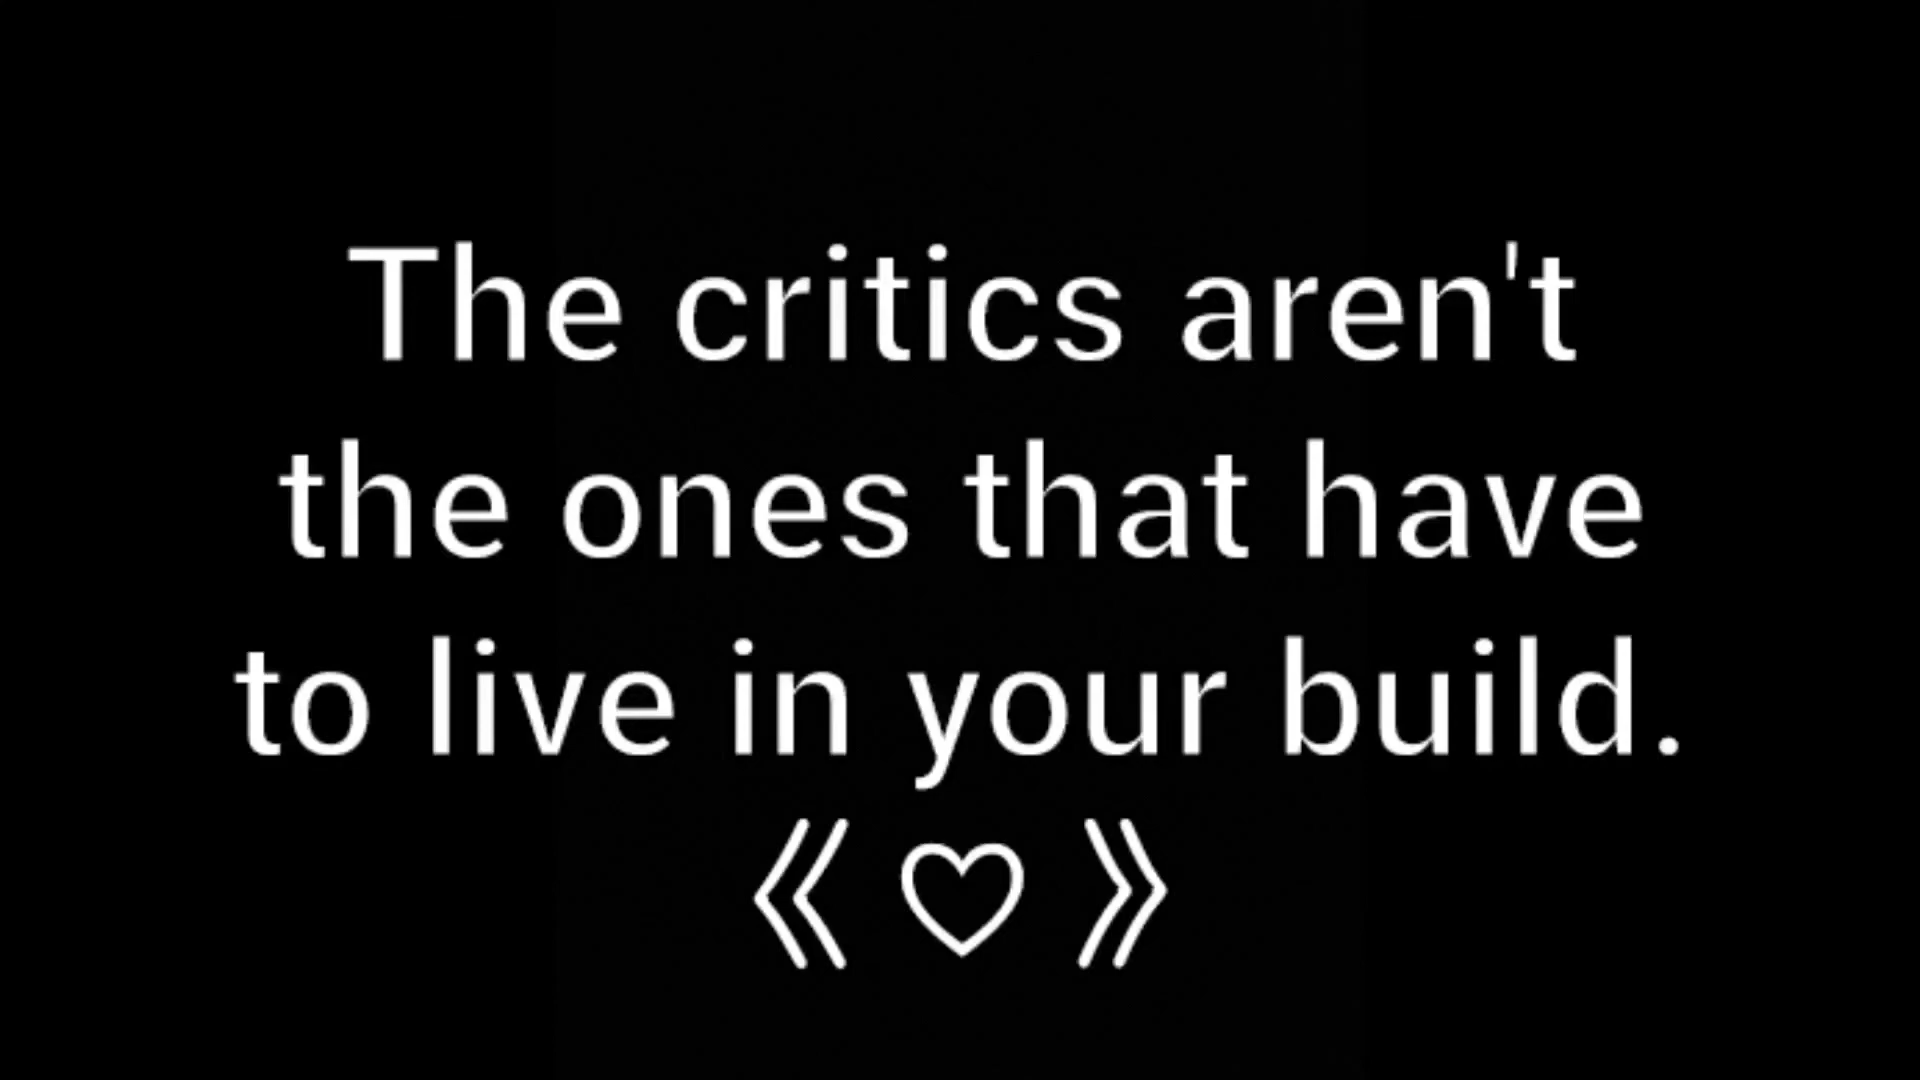 The critics aren't
the ones that have
to live in your build.
《♡》